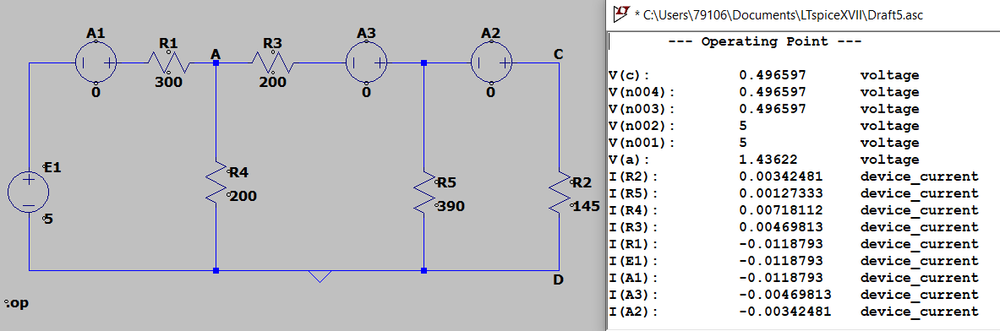 A1
R1
300
0
A
R3
200
A3
0
A2
0
C
E1
5
R4
200
R5
390
R2
145
D
.op
* C:\Users\79106\Documents\LTspiceXVII\Draft5.asc
--- Operating Point ---
V(c): 0.496597 voltage
V(n004): 0.496597 voltage
V(n003): 0.496597 voltage
V(n002): 5 voltage
V(n001): 5 voltage
V(a): 1.43622 voltage
I(R2): 0.00342481 device_current
I(R5): 0.00127333 device_current
I(R4): 0.00718112 device_current
I(R3): 0.00469813 device_current
I(R1): -0.0118793 device_current
I(E1): -0.0118793 device_current
I(A1): -0.0118793 device_current
I(A3): -0.00469813 device_current
I(A2): -0.00342481 device_current